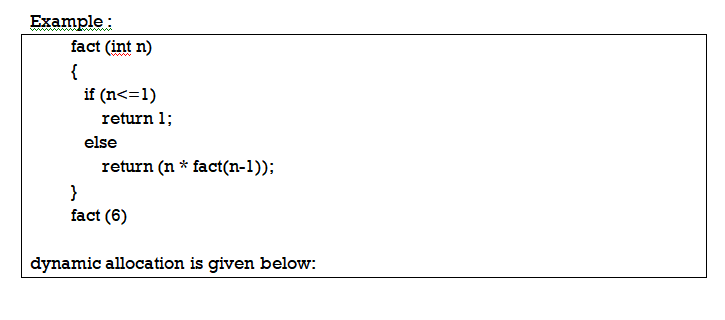 Example :
fact (int n)
{
if (n<=1)
return 1;
else
return (n * fact(n-1));
}
fact (6)
dynamic allocation is given below: